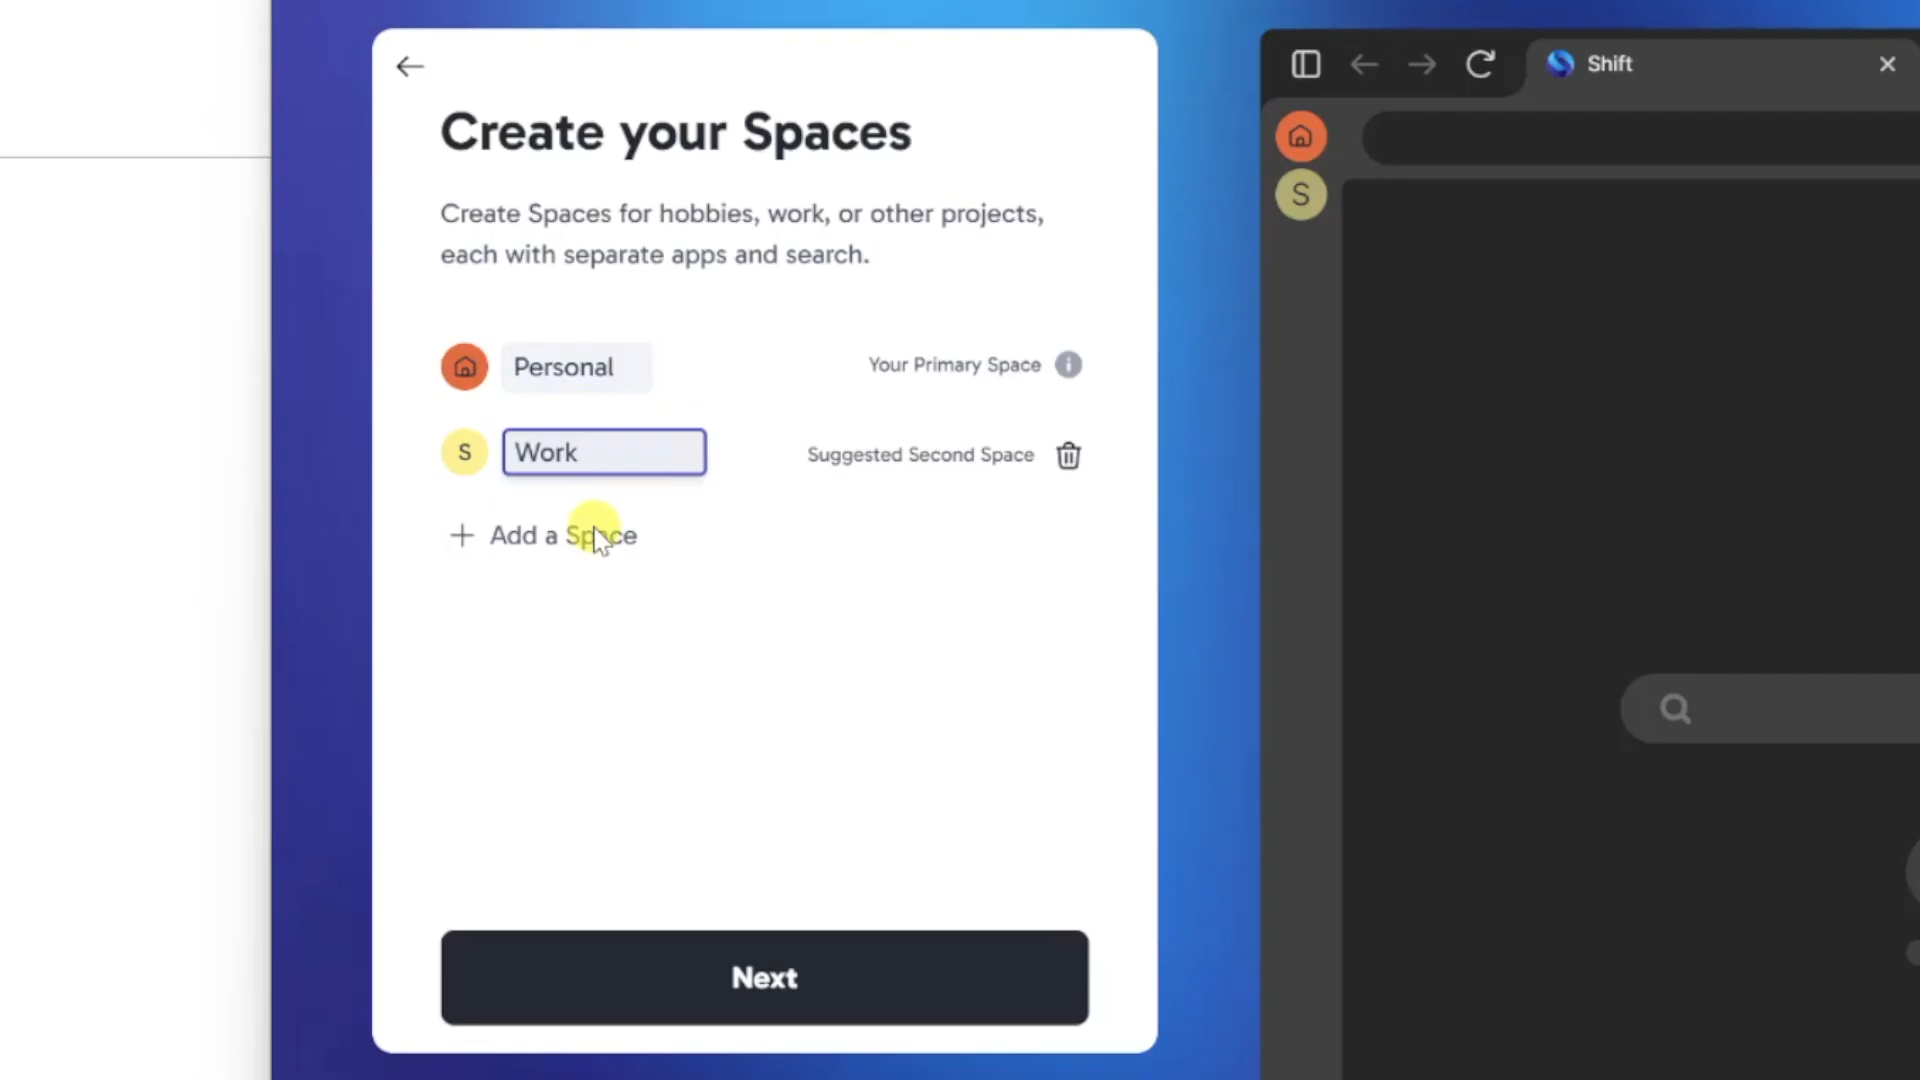 Shift
S
Create your Spaces
Create Spaces for hobbies, work, or other projects,
each with separate apps and search.
Personal
Your Primary Space
S
Work
Suggested Second Space
+ Add a Space
Next